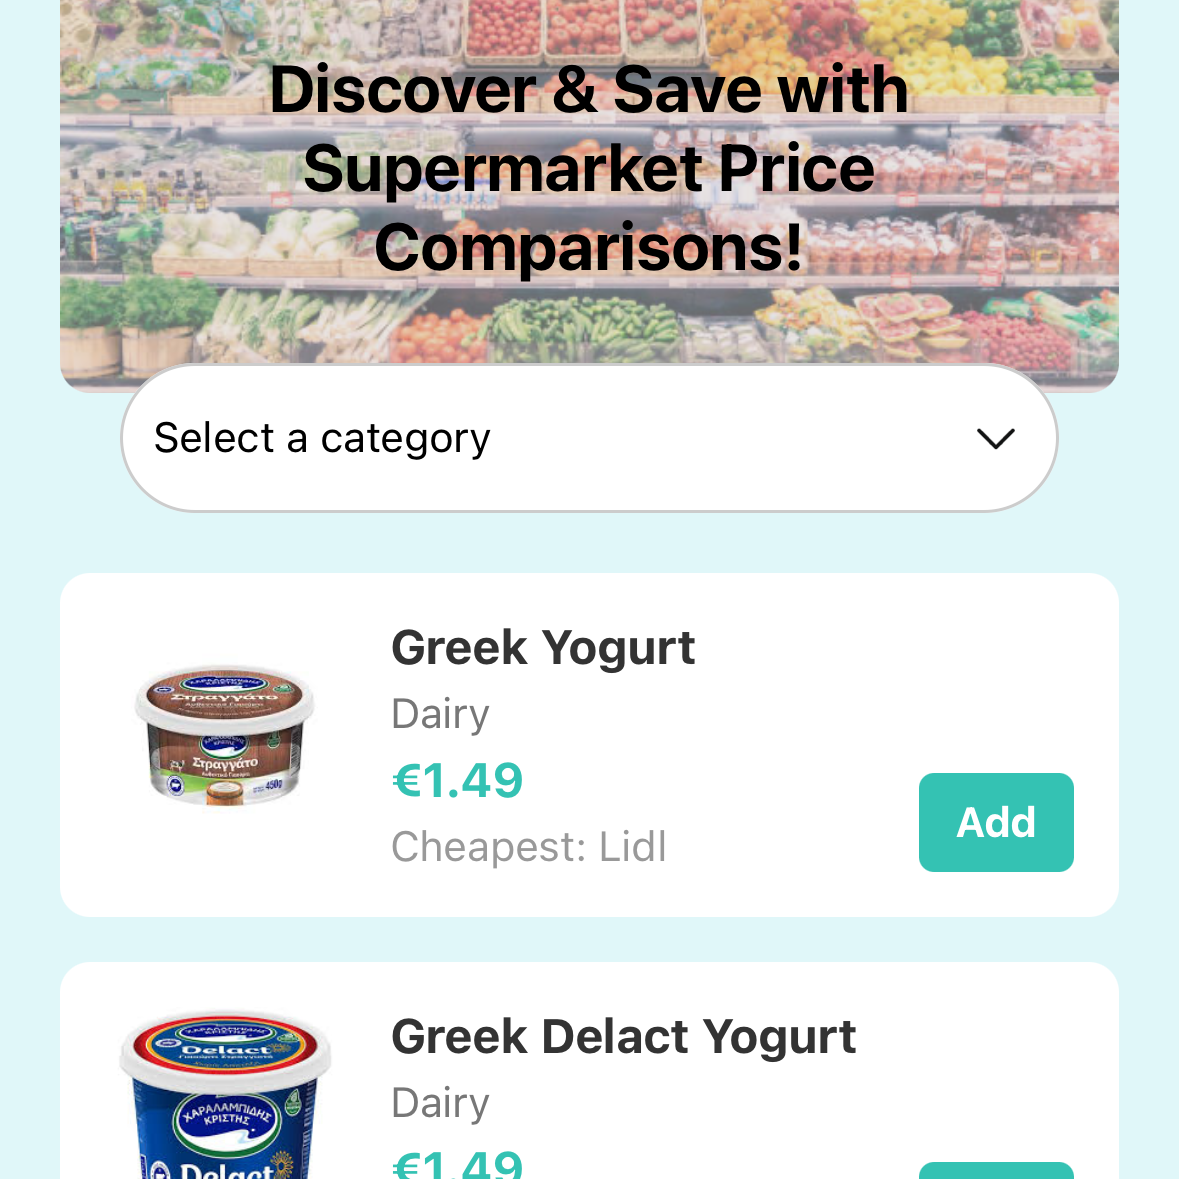 Discover & Save with
Supermarket Price
Comparisons!
Select a category
Greek Yogurt
Dairy
€1.49
Cheapest: Lidl
Add
ΧΑΡΑΛΑΜΠΙΔΗΣ
ΚΡΙΣΤΗΣ
Στραγγάτο
Στραγγάτο
450g
Greek Delact Yogurt
Dairy
€1.49
Delact
ΧΑΡΑΛΑΜΠΙΔΗΣ
ΚΡΙΣΤΗΣ
Delact